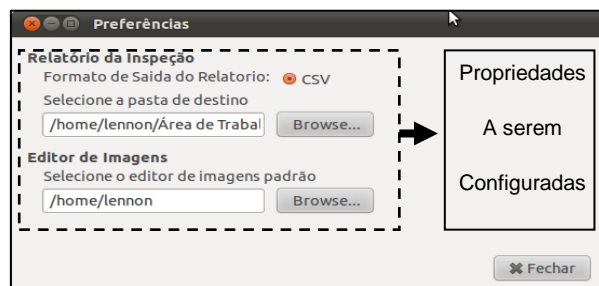 Preferências
Relatório da Inspeção
Formato de Saida do Relatorio: CSV
Selecione a pasta de destino
/home/lennon/Área de Trabal Browse...
Editor de Imagens
Selecione o editor de imagens padrão
/home/lennon Browse...
Propriedades
A serem
Configuradas
Fechar